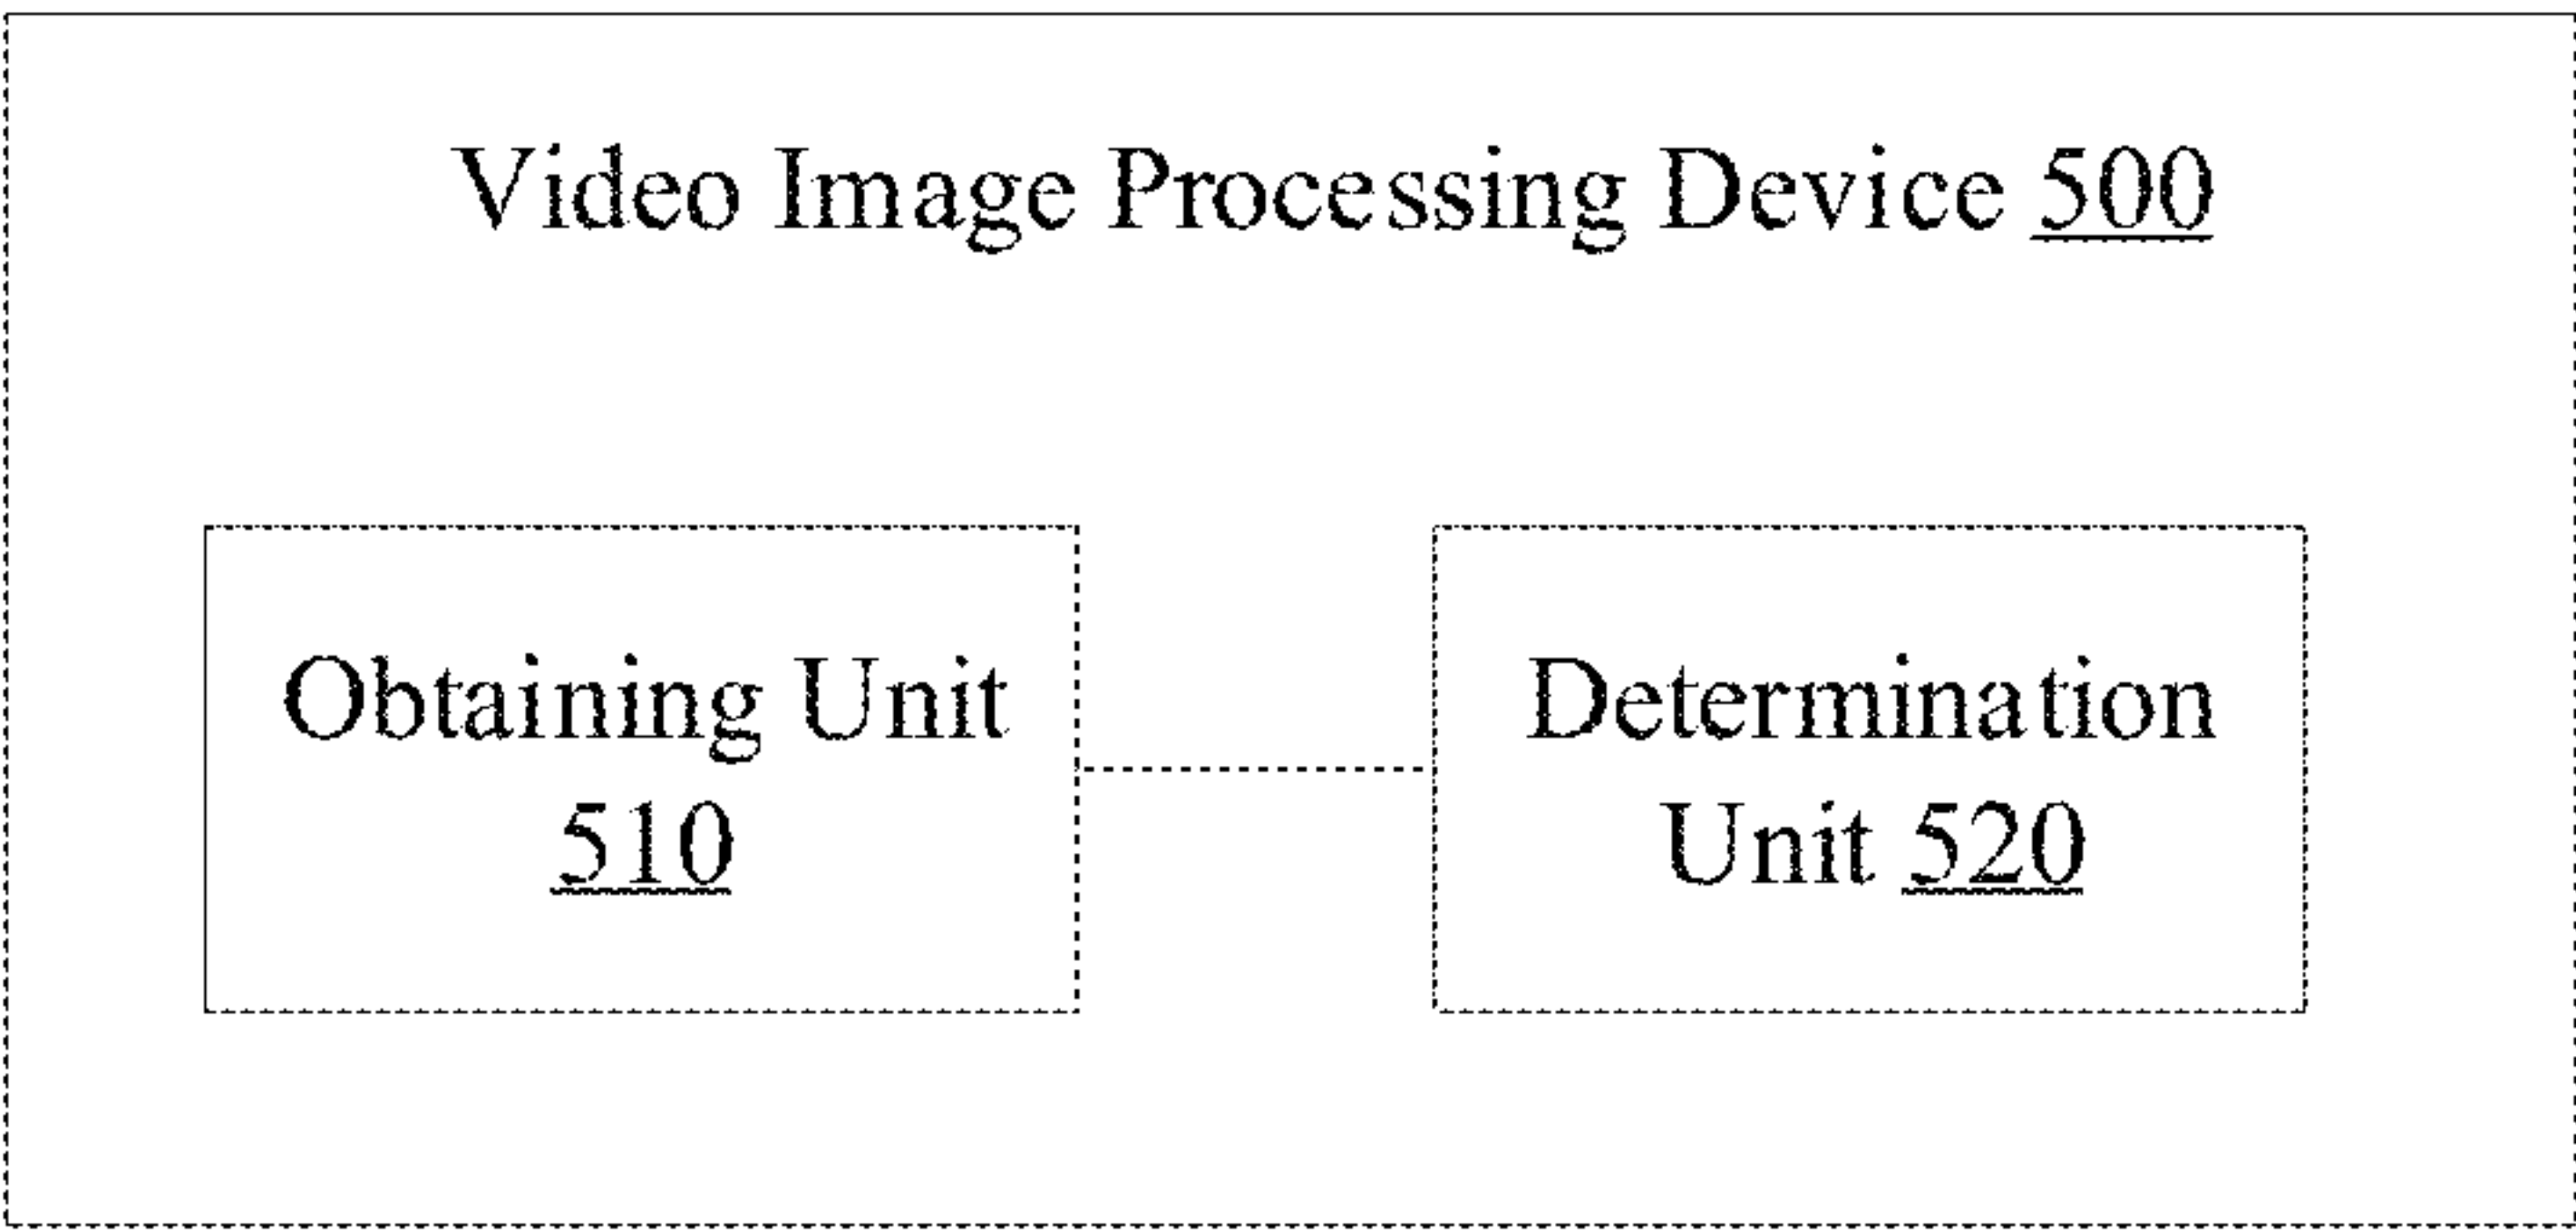 Video Image Processing Device 500
Obtaining Unit
510
Determination
Unit 520